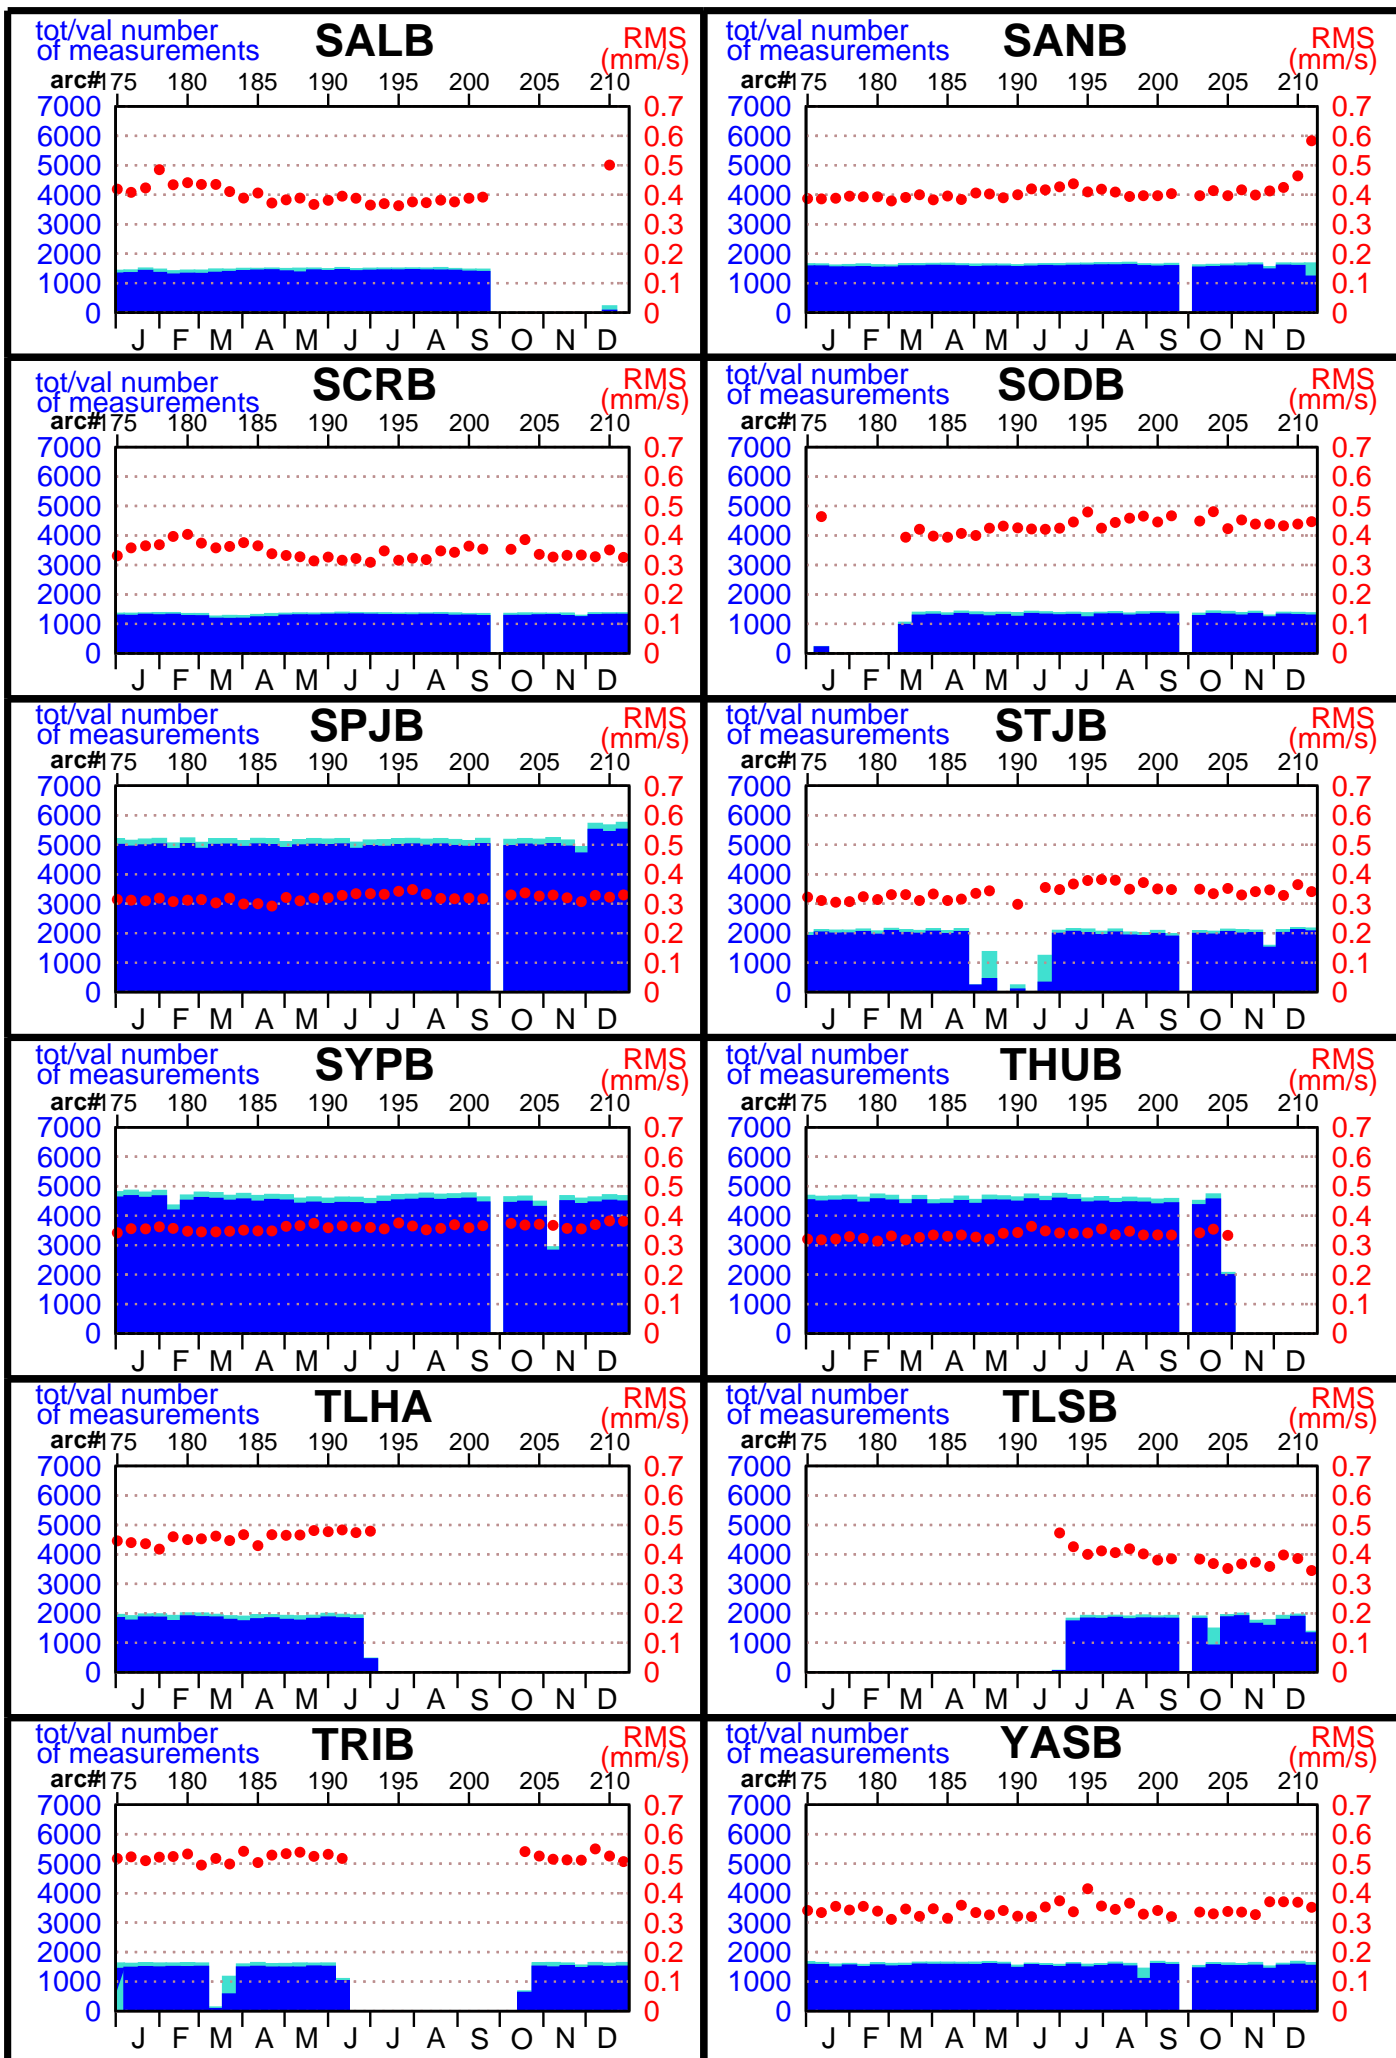 tot/val number SALB RMS
of measurements (mm/s)
arc#175 180 185 190 195 200 205 210
7000 0.7
6000 0.6
5000 0.5
4000 0.4
3000 0.3
2000 0.2
1000 0.1
0 0
J F M A M J J A S O N D
tot/val number SANB RMS
of measurements (mm/s)
arc#175 180 185 190 195 200 205 210
7000 0.7
6000 0.6
5000 0.5
4000 0.4
3000 0.3
2000 0.2
1000 0.1
0 0
J F M A M J J A S O N D
tot/val number SCRB RMS
of measurements (mm/s)
arc#175 180 185 190 195 200 205 210
7000 0.7
6000 0.6
5000 0.5
4000 0.4
3000 0.3
2000 0.2
1000 0.1
0 0
J F M A M J J A S O N D
tot/val number SODB RMS
of measurements (mm/s)
arc#175 180 185 190 195 200 205 210
7000 0.7
6000 0.6
5000 0.5
4000 0.4
3000 0.3
2000 0.2
1000 0.1
0 0
J F M A M J J A S O N D
tot/val number SPJB RMS
of measurements (mm/s)
arc#175 180 185 190 195 200 205 210
7000 0.7
6000 0.6
5000 0.5
4000 0.4
3000 0.3
2000 0.2
1000 0.1
0 0
J F M A M J J A S O N D
tot/val number STJB RMS
of measurements (mm/s)
arc#175 180 185 190 195 200 205 210
7000 0.7
6000 0.6
5000 0.5
4000 0.4
3000 0.3
2000 0.2
1000 0.1
0 0
J F M A M J J A S O N D
tot/val number SYPB RMS
of measurements (mm/s)
arc#175 180 185 190 195 200 205 210
7000 0.7
6000 0.6
5000 0.5
4000 0.4
3000 0.3
2000 0.2
1000 0.1
0 0
J F M A M J J A S O N D
tot/val number THUB RMS
of measurements (mm/s)
arc#175 180 185 190 195 200 205 210
7000 0.7
6000 0.6
5000 0.5
4000 0.4
3000 0.3
2000 0.2
1000 0.1
0 0
J F M A M J J A S O N D
tot/val number TLHA RMS
of measurements (mm/s)
arc#175 180 185 190 195 200 205 210
7000 0.7
6000 0.6
5000 0.5
4000 0.4
3000 0.3
2000 0.2
1000 0.1
0 0
J F M A M J J A S O N D
tot/val number TLSB RMS
of measurements (mm/s)
arc#175 180 185 190 195 200 205 210
7000 0.7
6000 0.6
5000 0.5
4000 0.4
3000 0.3
2000 0.2
1000 0.1
0 0
J F M A M J J A S O N D
tot/val number TRIB RMS
of measurements (mm/s)
arc#175 180 185 190 195 200 205 210
7000 0.7
6000 0.6
5000 0.5
4000 0.4
3000 0.3
2000 0.2
1000 0.1
0 0
J F M A M J J A S O N D
tot/val number YASB RMS
of measurements (mm/s)
arc#175 180 185 190 195 200 205 210
7000 0.7
6000 0.6
5000 0.5
4000 0.4
3000 0.3
2000 0.2
1000 0.1
0 0
J F M A M J J A S O N D